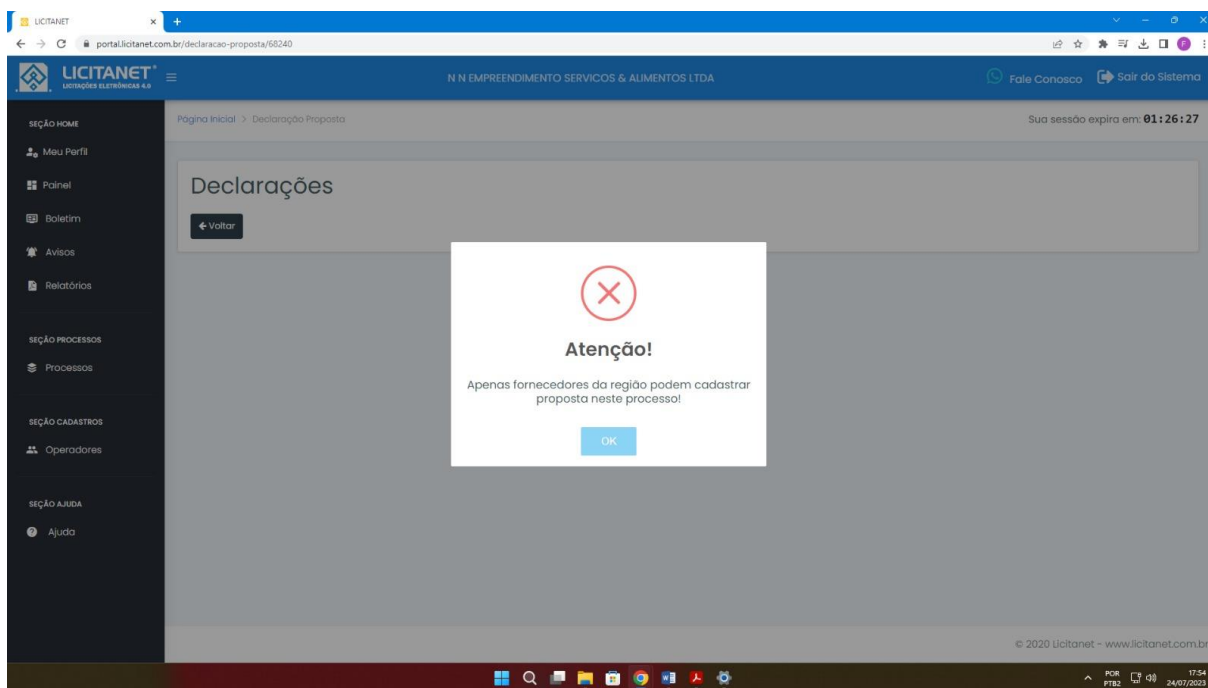 LICITANET
portal.licitanet.com.br/declaracao-proposta/68240
F
LICITANET
LICITAÇÕES ELETRÔNICAS 4.0
N N EMPREENDIMENTO SERVICOS & ALIMENTOS LTDA
Fale Conosco
Sair do Sistema
SEÇÃO HOME
Meu Perfil
Painel
Boletim
Avisos
Relatórios
SEÇÃO PROCESSOS
Processos
SEÇÃO CADASTROS
Operadores
SEÇÃO AJUDA
Ajuda
Página Inicial > Declaração Proposta
Sua sessão expira em: 01:26:27
Declarações
Voltar
Atenção!
Apenas fornecedores da região podem cadastrar
proposta neste processo!
OK
© 2020 Licitanet - www.licitanet.com.br
POR
PTB2
17:54
24/07/2023